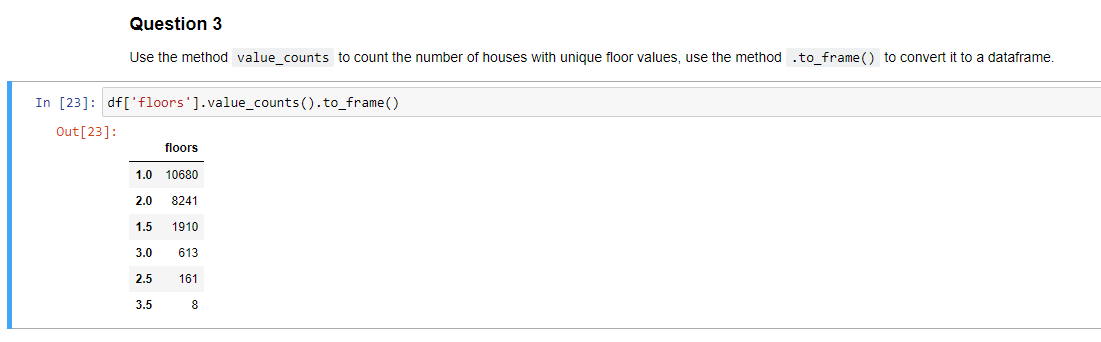 Question 3
Use the method value_counts to count the number of houses with unique floor values, use the method .to_frame() to convert it to a dataframe.
In [23]: df['floors'].value_counts().to_frame()
Out[23]:
floors
1.0 10680
2.0 8241
1.5 1910
3.0 613
2.5 161
3.5 8